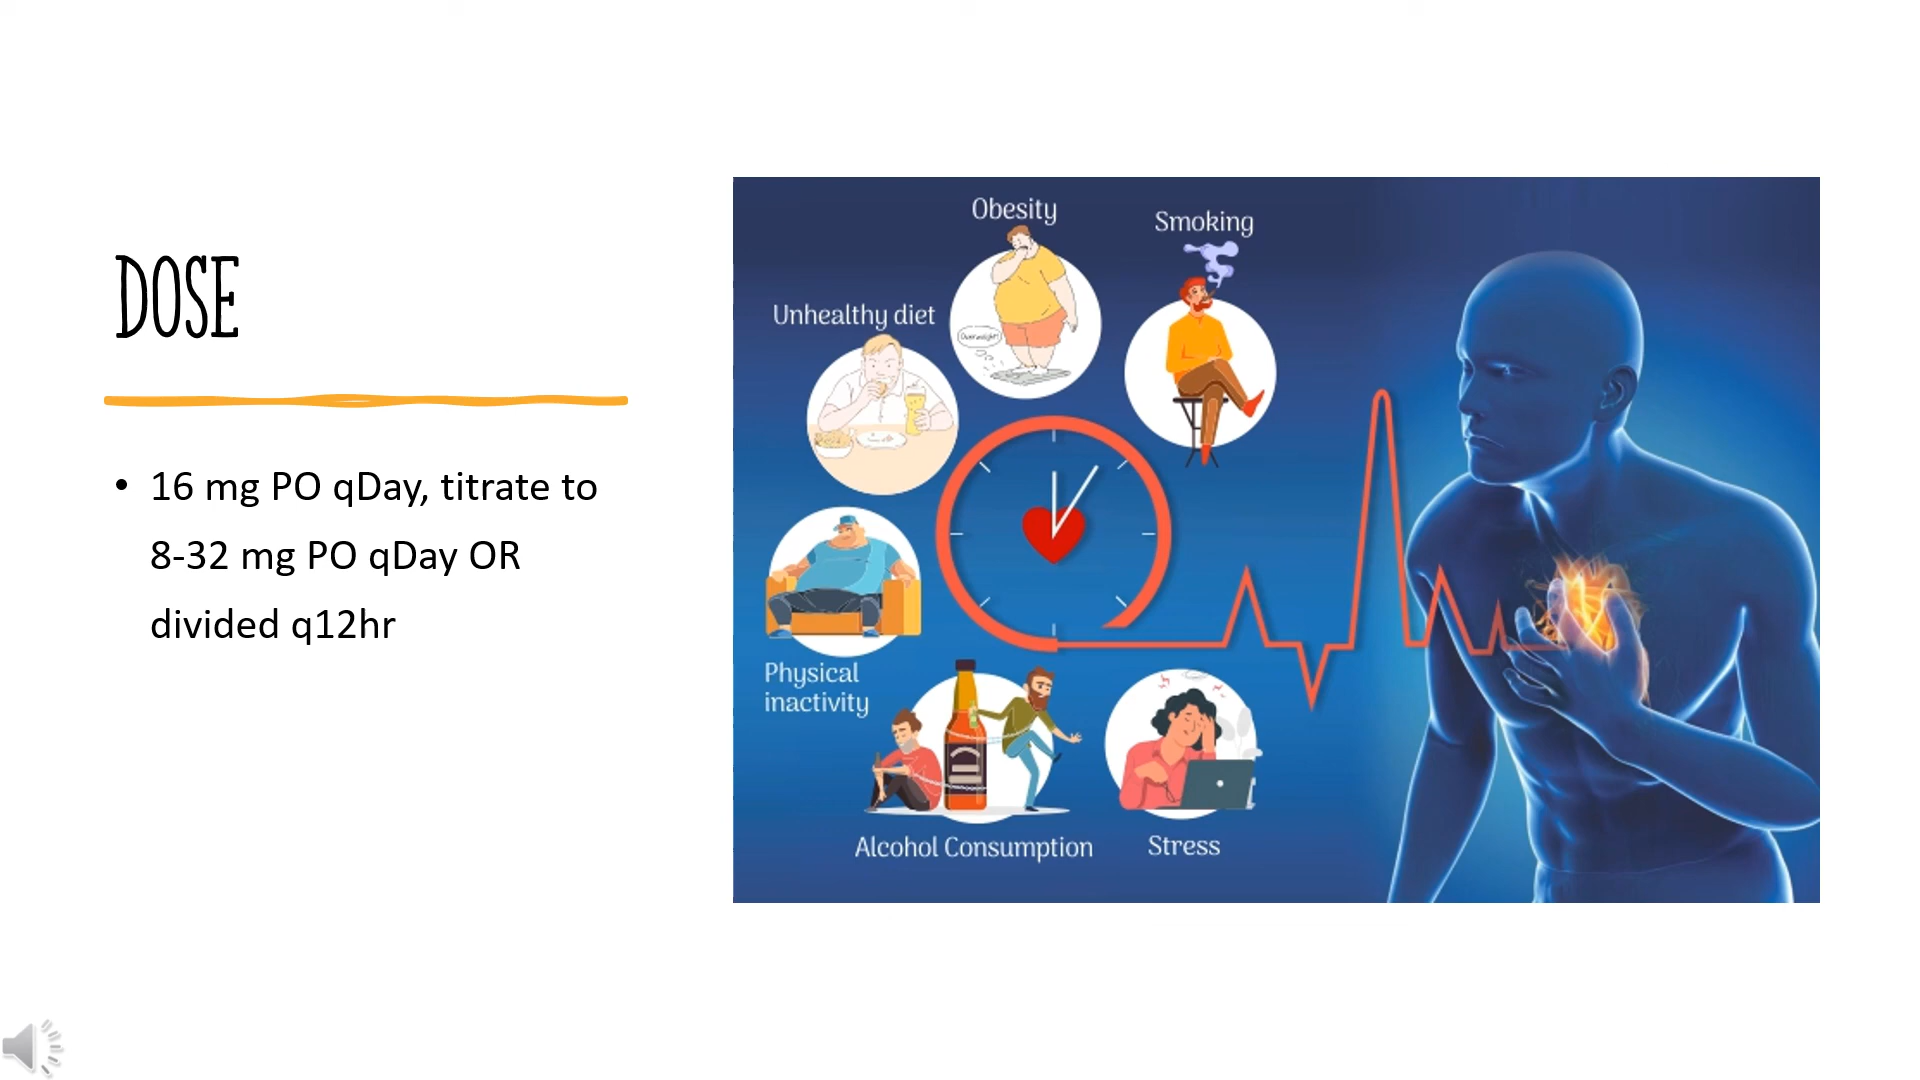 DOSE
• 16 mg PO qDay, titrate to
8-32 mg PO qDay OR
divided q12hr
Obesity
Smoking
Unhealthy diet
Overweight!
Physical
inactivity
Alcohol Consumption
Stress